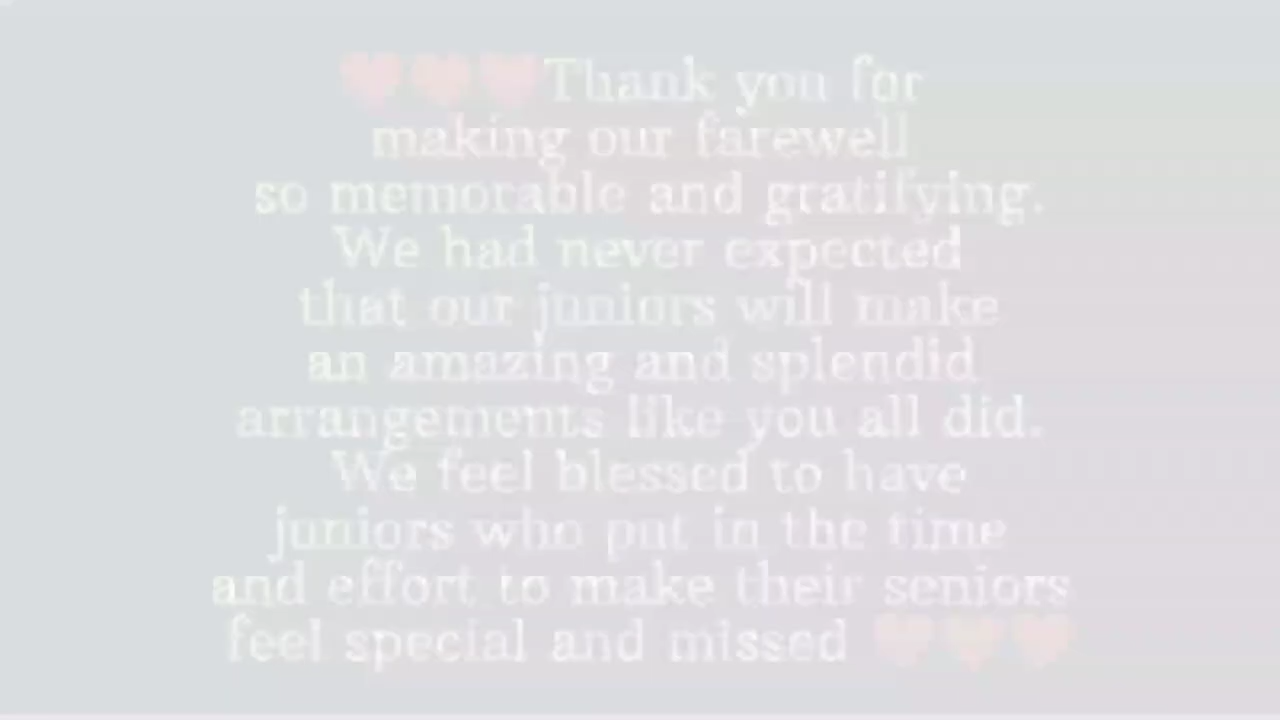 ❤❤❤Thank you for
making our farewell
so memorable and gratifying.
We had never expected
that our juniors will make
an amazing and splendid
arrangements like you all did.
We feel blessed to have
juniors who put in the time
and effort to make their seniors
feel special and missed ❤❤❤